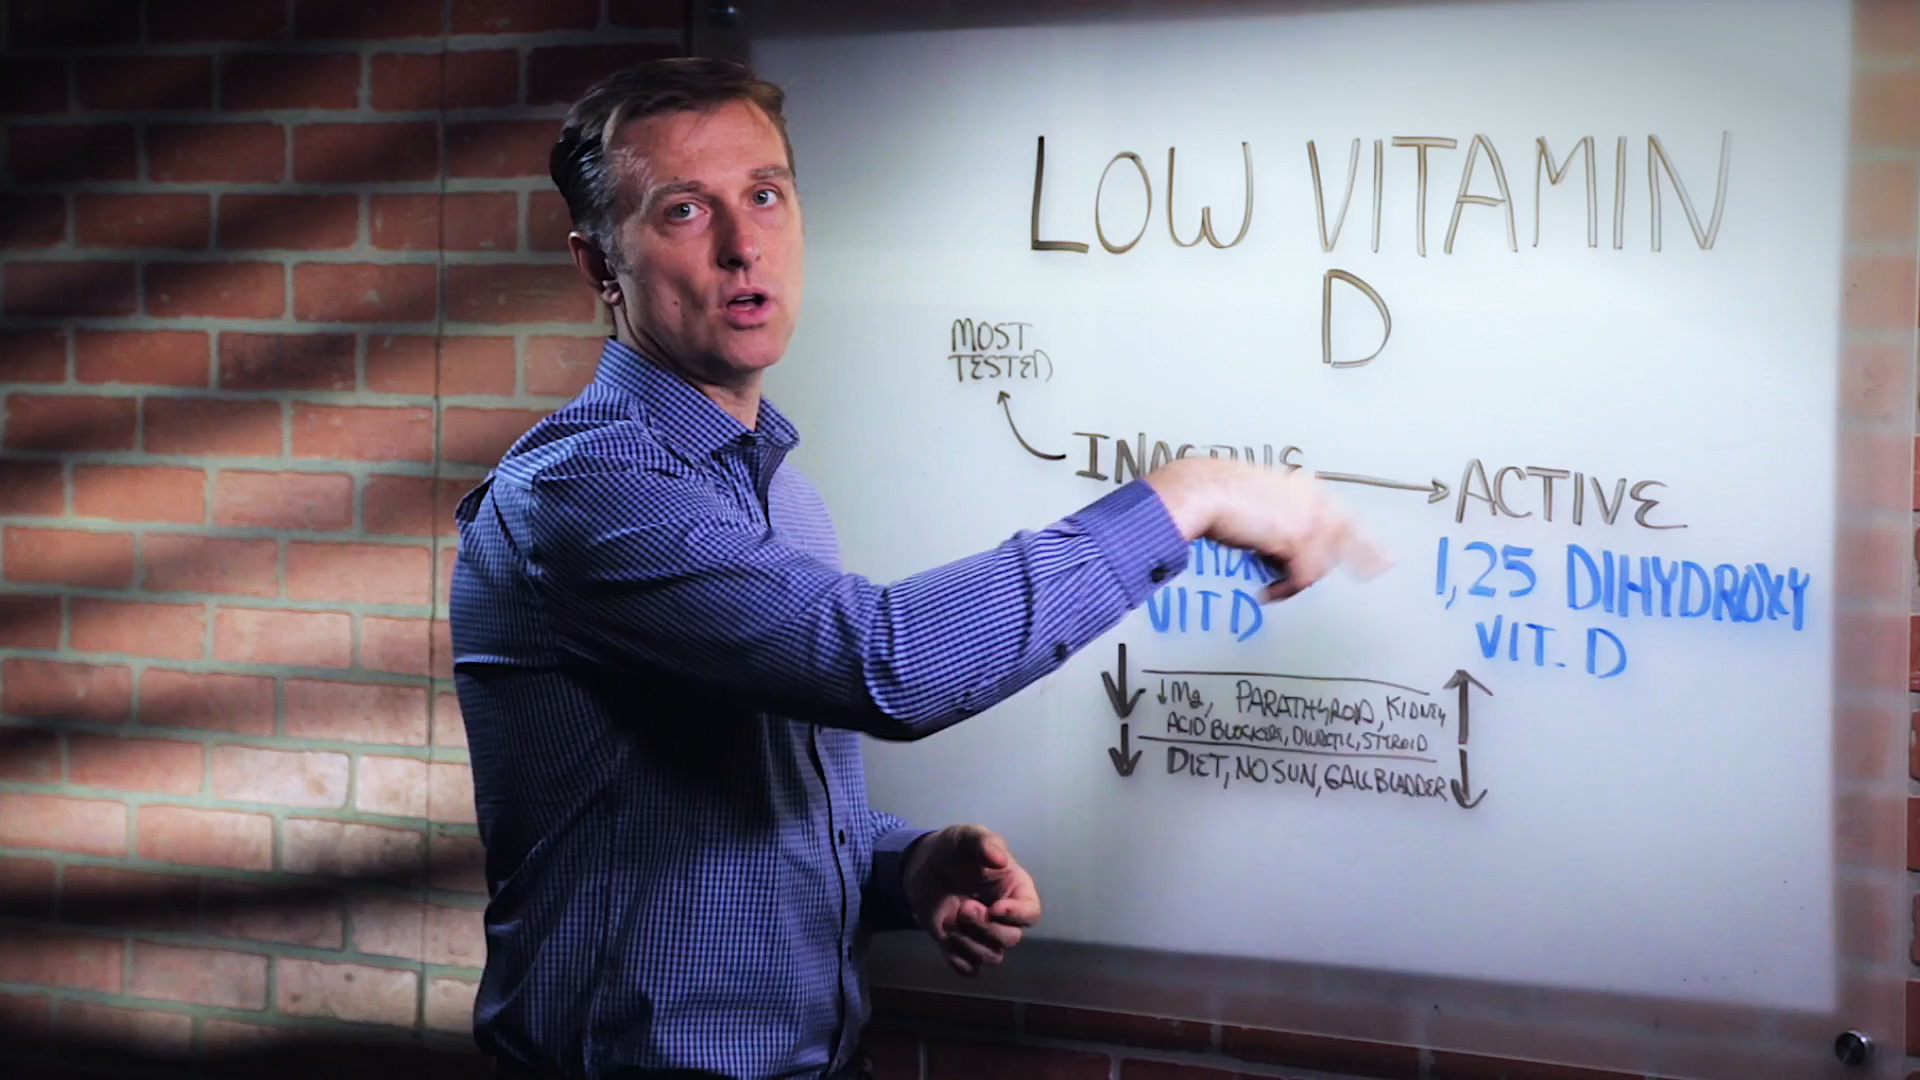 LOW VITAMIN
D
MOST
TESTED
INACTIVE
ACTIVE
1,25 DIHYDROXY
VIT D
VIT. D
↓Mg, PARATHYROID, KIDNEY
ACID BLOCKERS, DIURETIC, STEROID
DIET, NO SUN, GALLBLADDER